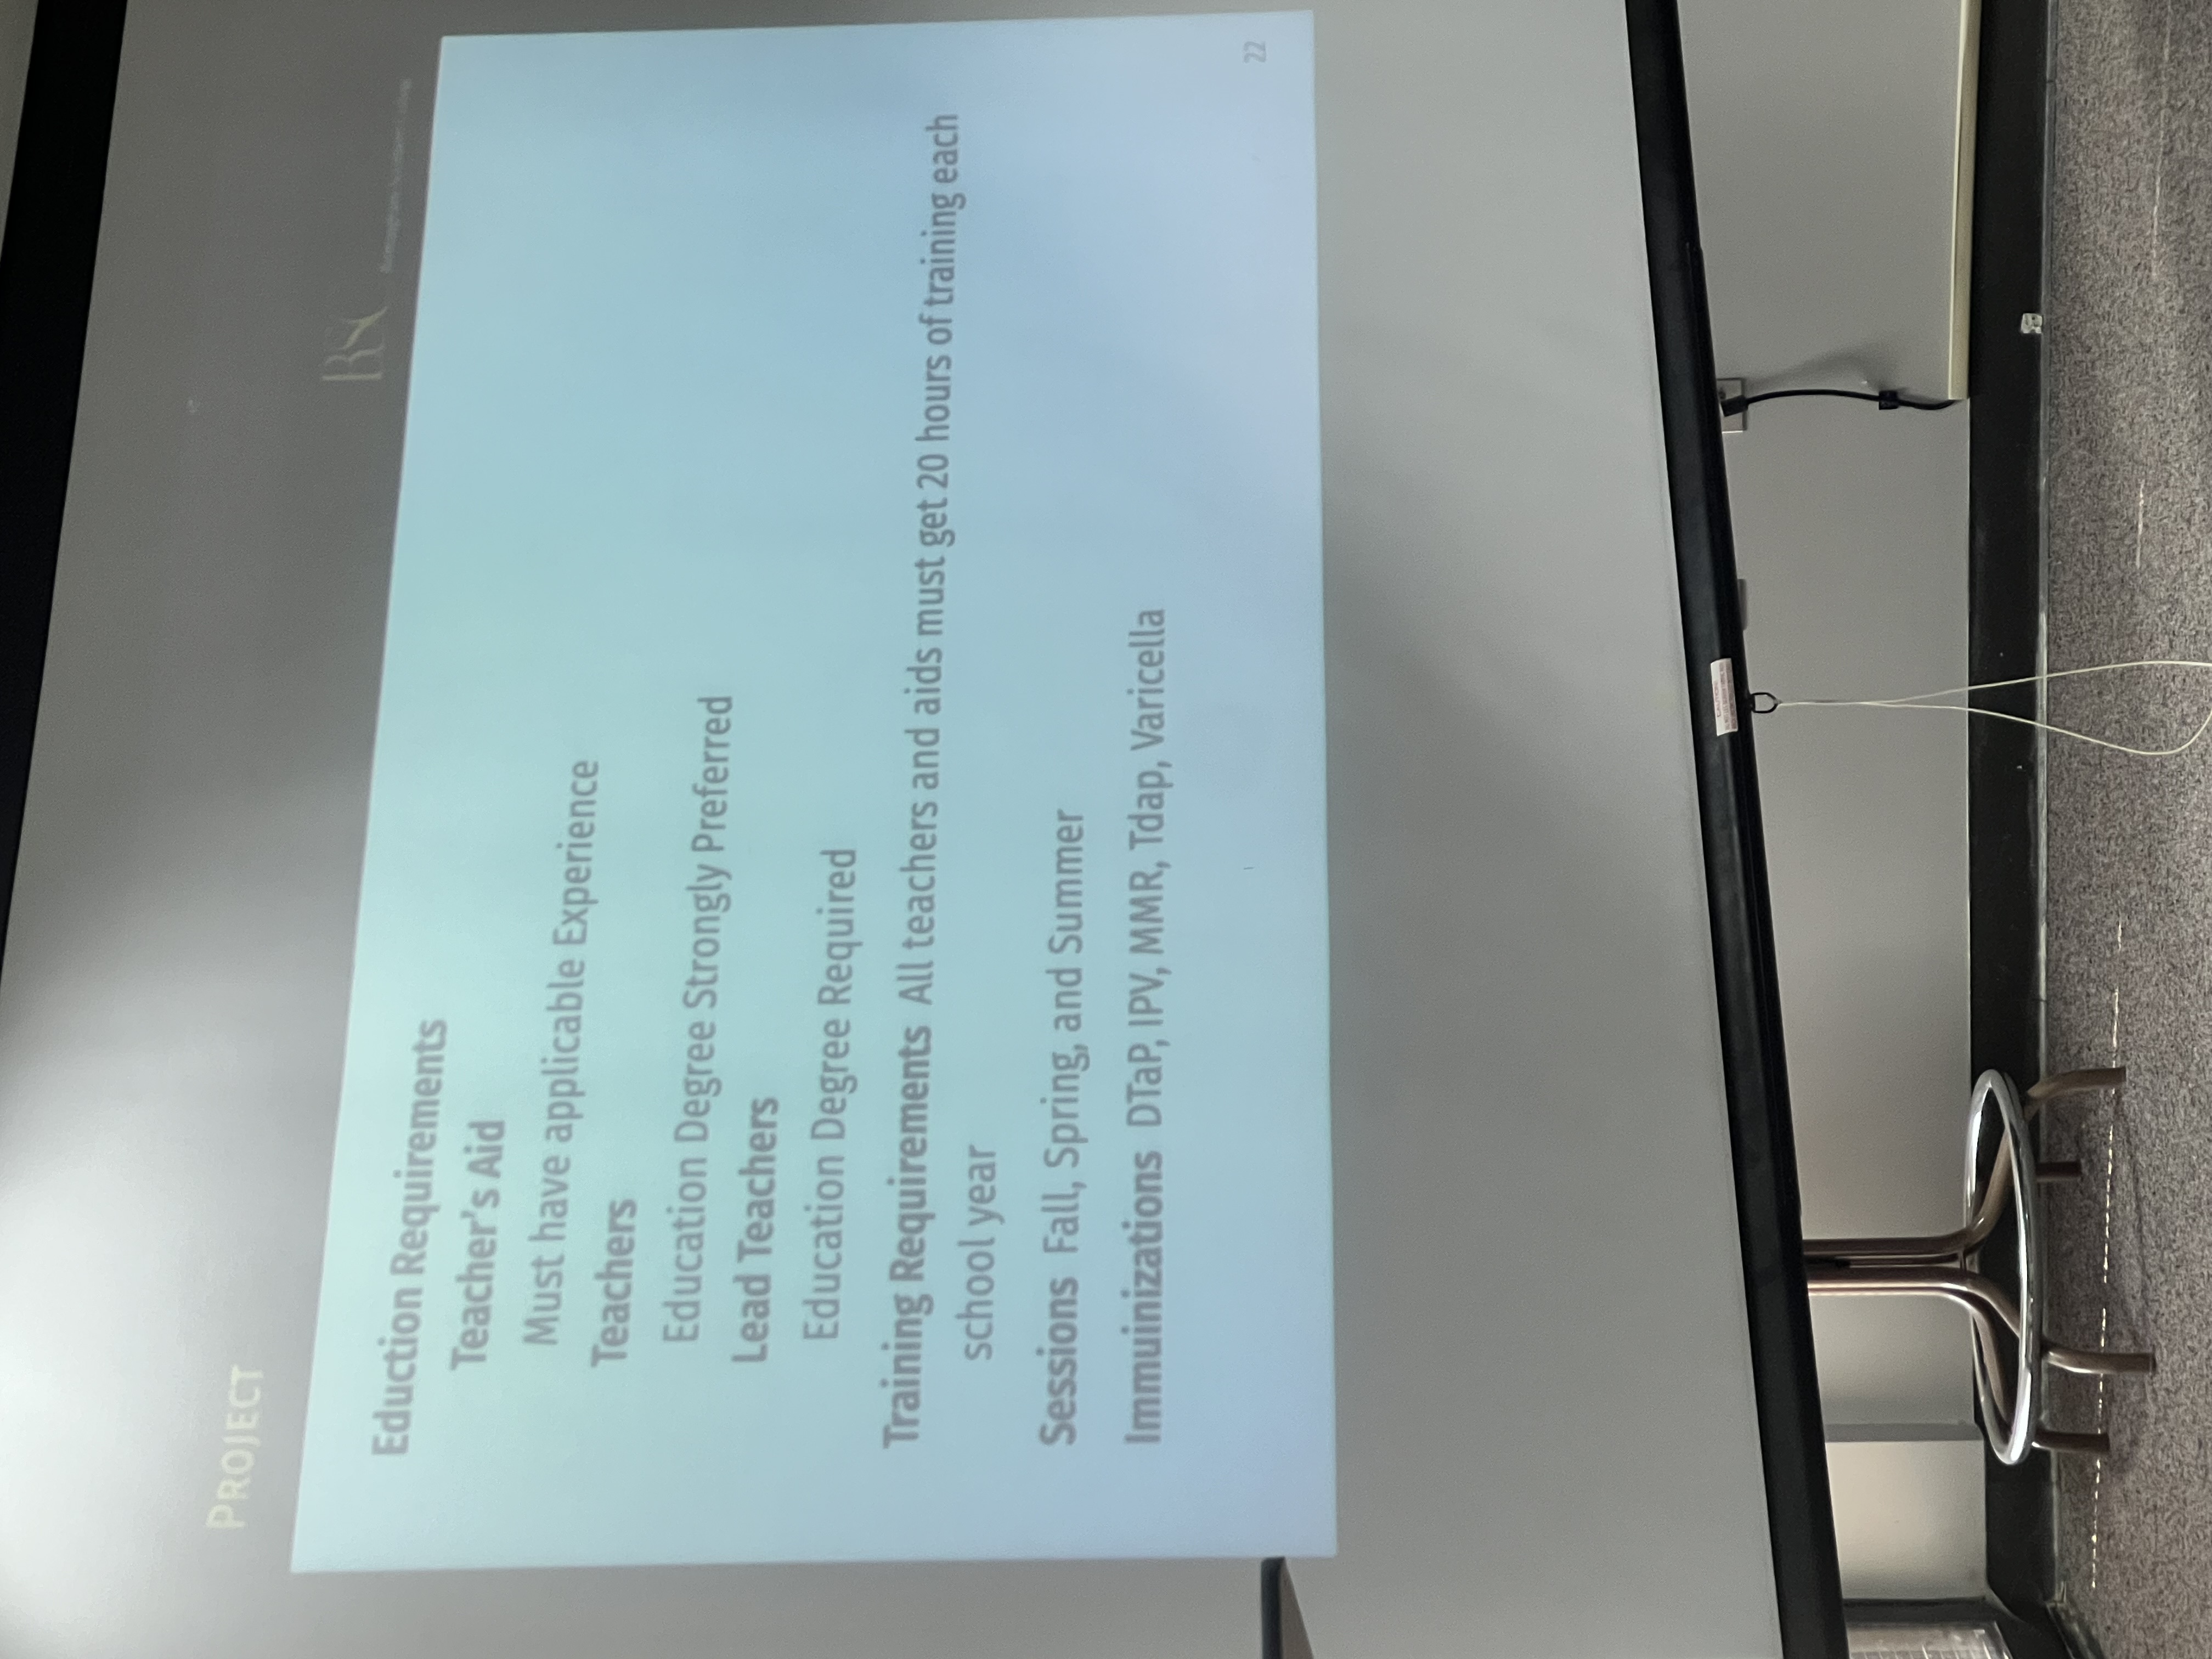 PROJECT
BSC
Eduction Requirements
Teacher's Aid
Must have applicable Experience
Teachers
Education Degree Strongly Preferred
Lead Teachers
Education Degree Required
Training Requirements All teachers and aids must get 20 hours of training each
school year
Sessions Fall, Spring, and Summer
Immuinizations DTaP, IPV, MMR, Tdap, Varicella
22
CAUTION!